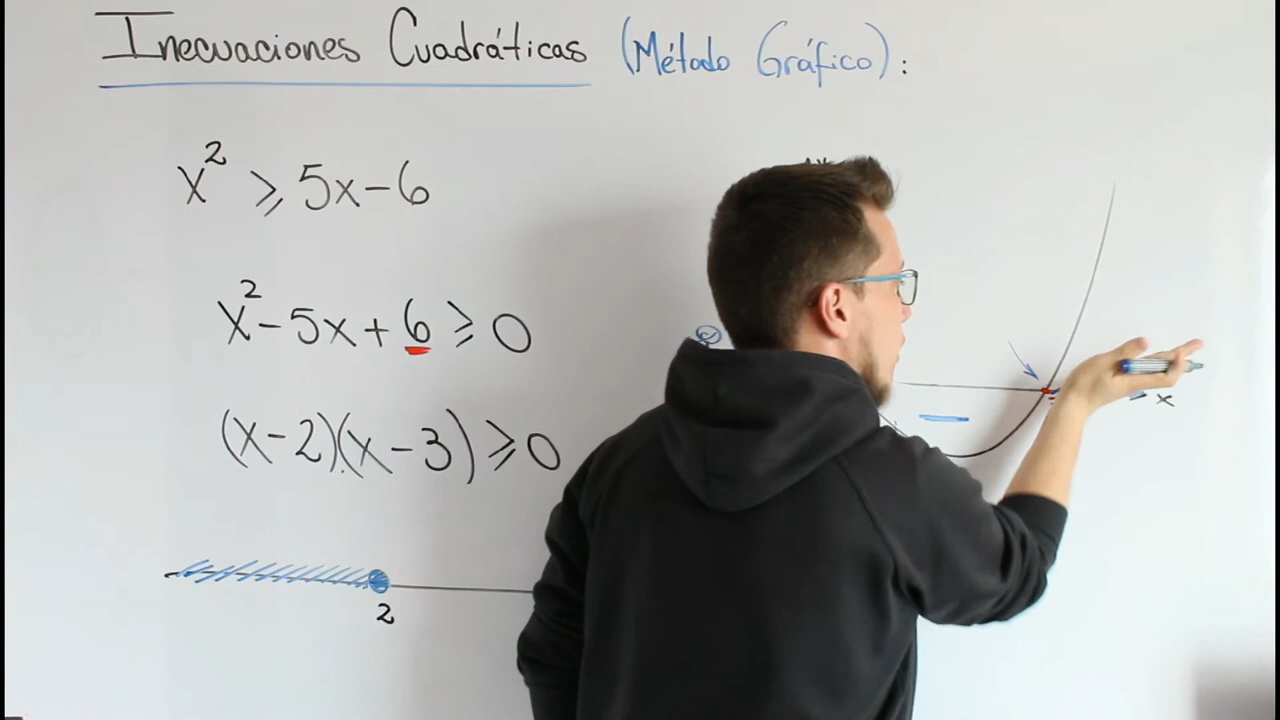 Inecuaciones Cuadráticas (Método Gráfico):
x² ⩾ 5x-6
x² - 5x + 6 ⩾ 0
(x-2)(x-3) ⩾ 0
2
x